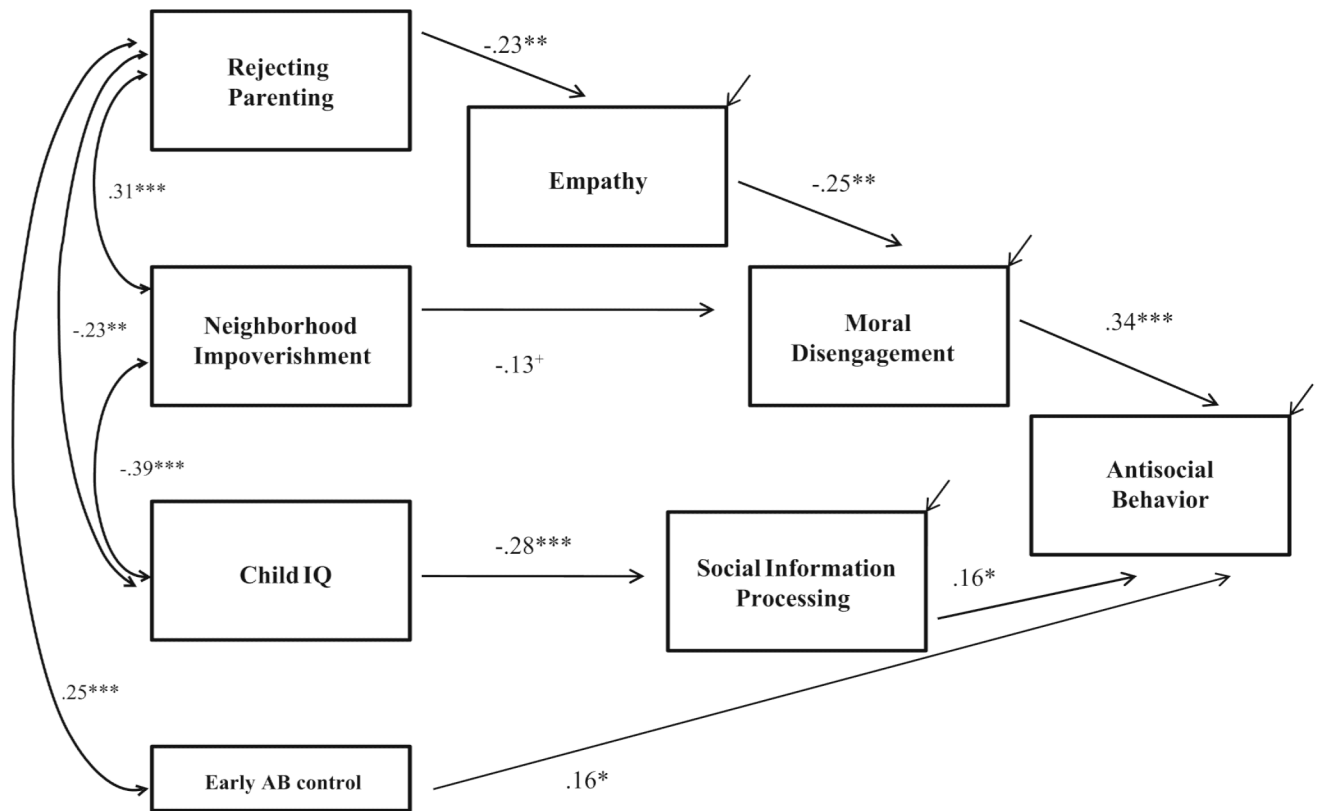 Rejecting
Parenting
-.23**
Empathy
-.25**
.31***
Neighborhood
Impoverishment
-.23**
-.13+
Moral
Disengagement
.34***
-.39***
Antisocial
Behavior
Child IQ
-.28***
Social Information
Processing
.16*
.25***
Early AB control
.16*